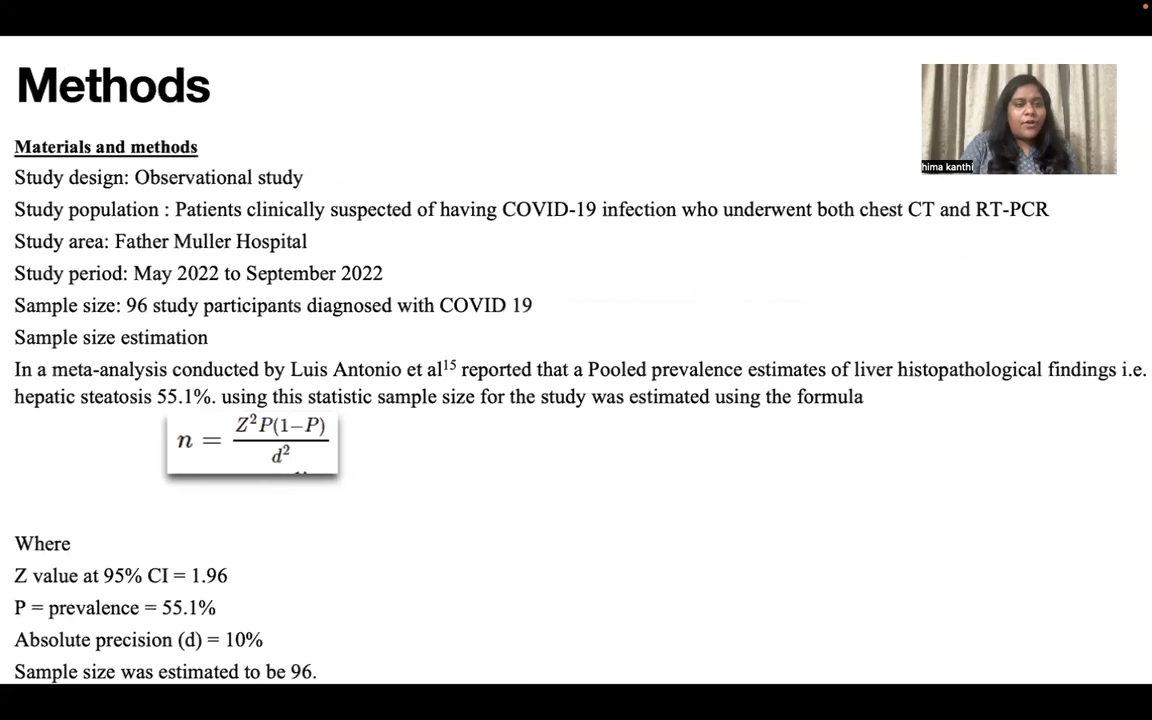 Methods
hima kanthi
Materials and methods
Study design: Observational study
Study population : Patients clinically suspected of having COVID-19 infection who underwent both chest CT and RT-PCR
Study area: Father Muller Hospital
Study period: May 2022 to September 2022
Sample size: 96 study participants diagnosed with COVID 19
Sample size estimation
In a meta-analysis conducted by Luis Antonio et al¹⁵ reported that a Pooled prevalence estimates of liver histopathological findings i.e.
hepatic steatosis 55.1%. using this statistic sample size for the study was estimated using the formula
n = Z²P(1−P) / d²
Where
Z value at 95% CI = 1.96
P = prevalence = 55.1%
Absolute precision (d) = 10%
Sample size was estimated to be 96.